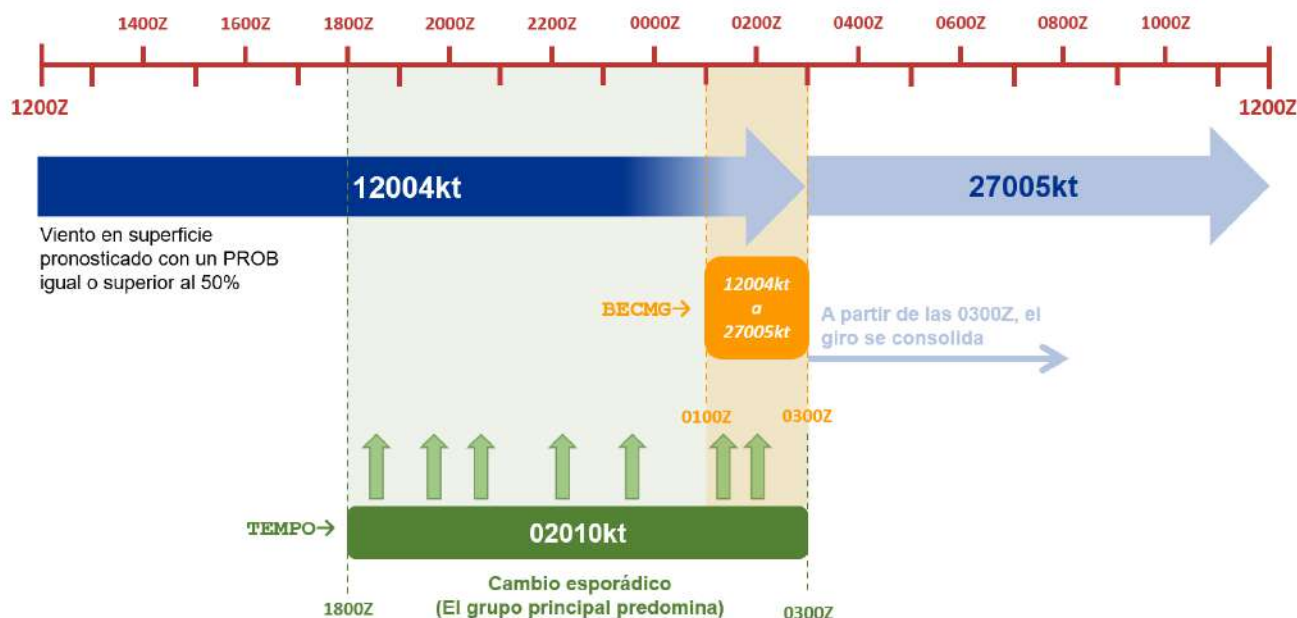 1400Z 1600Z 1800Z 2000Z 2200Z 0000Z 0200Z 0400Z 0600Z 0800Z 1000Z
1200Z 1200Z
12004kt 27005kt
Viento en superficie
pronosticado con un PROB
igual o superior al 50%
BECMG→
12004kt
a
27005kt
A partir de las 0300Z, el
giro se consolida
0100Z 0300Z
TEMPO→ 02010kt
Cambio esporádico
(El grupo principal predomina)
1800Z 0300Z